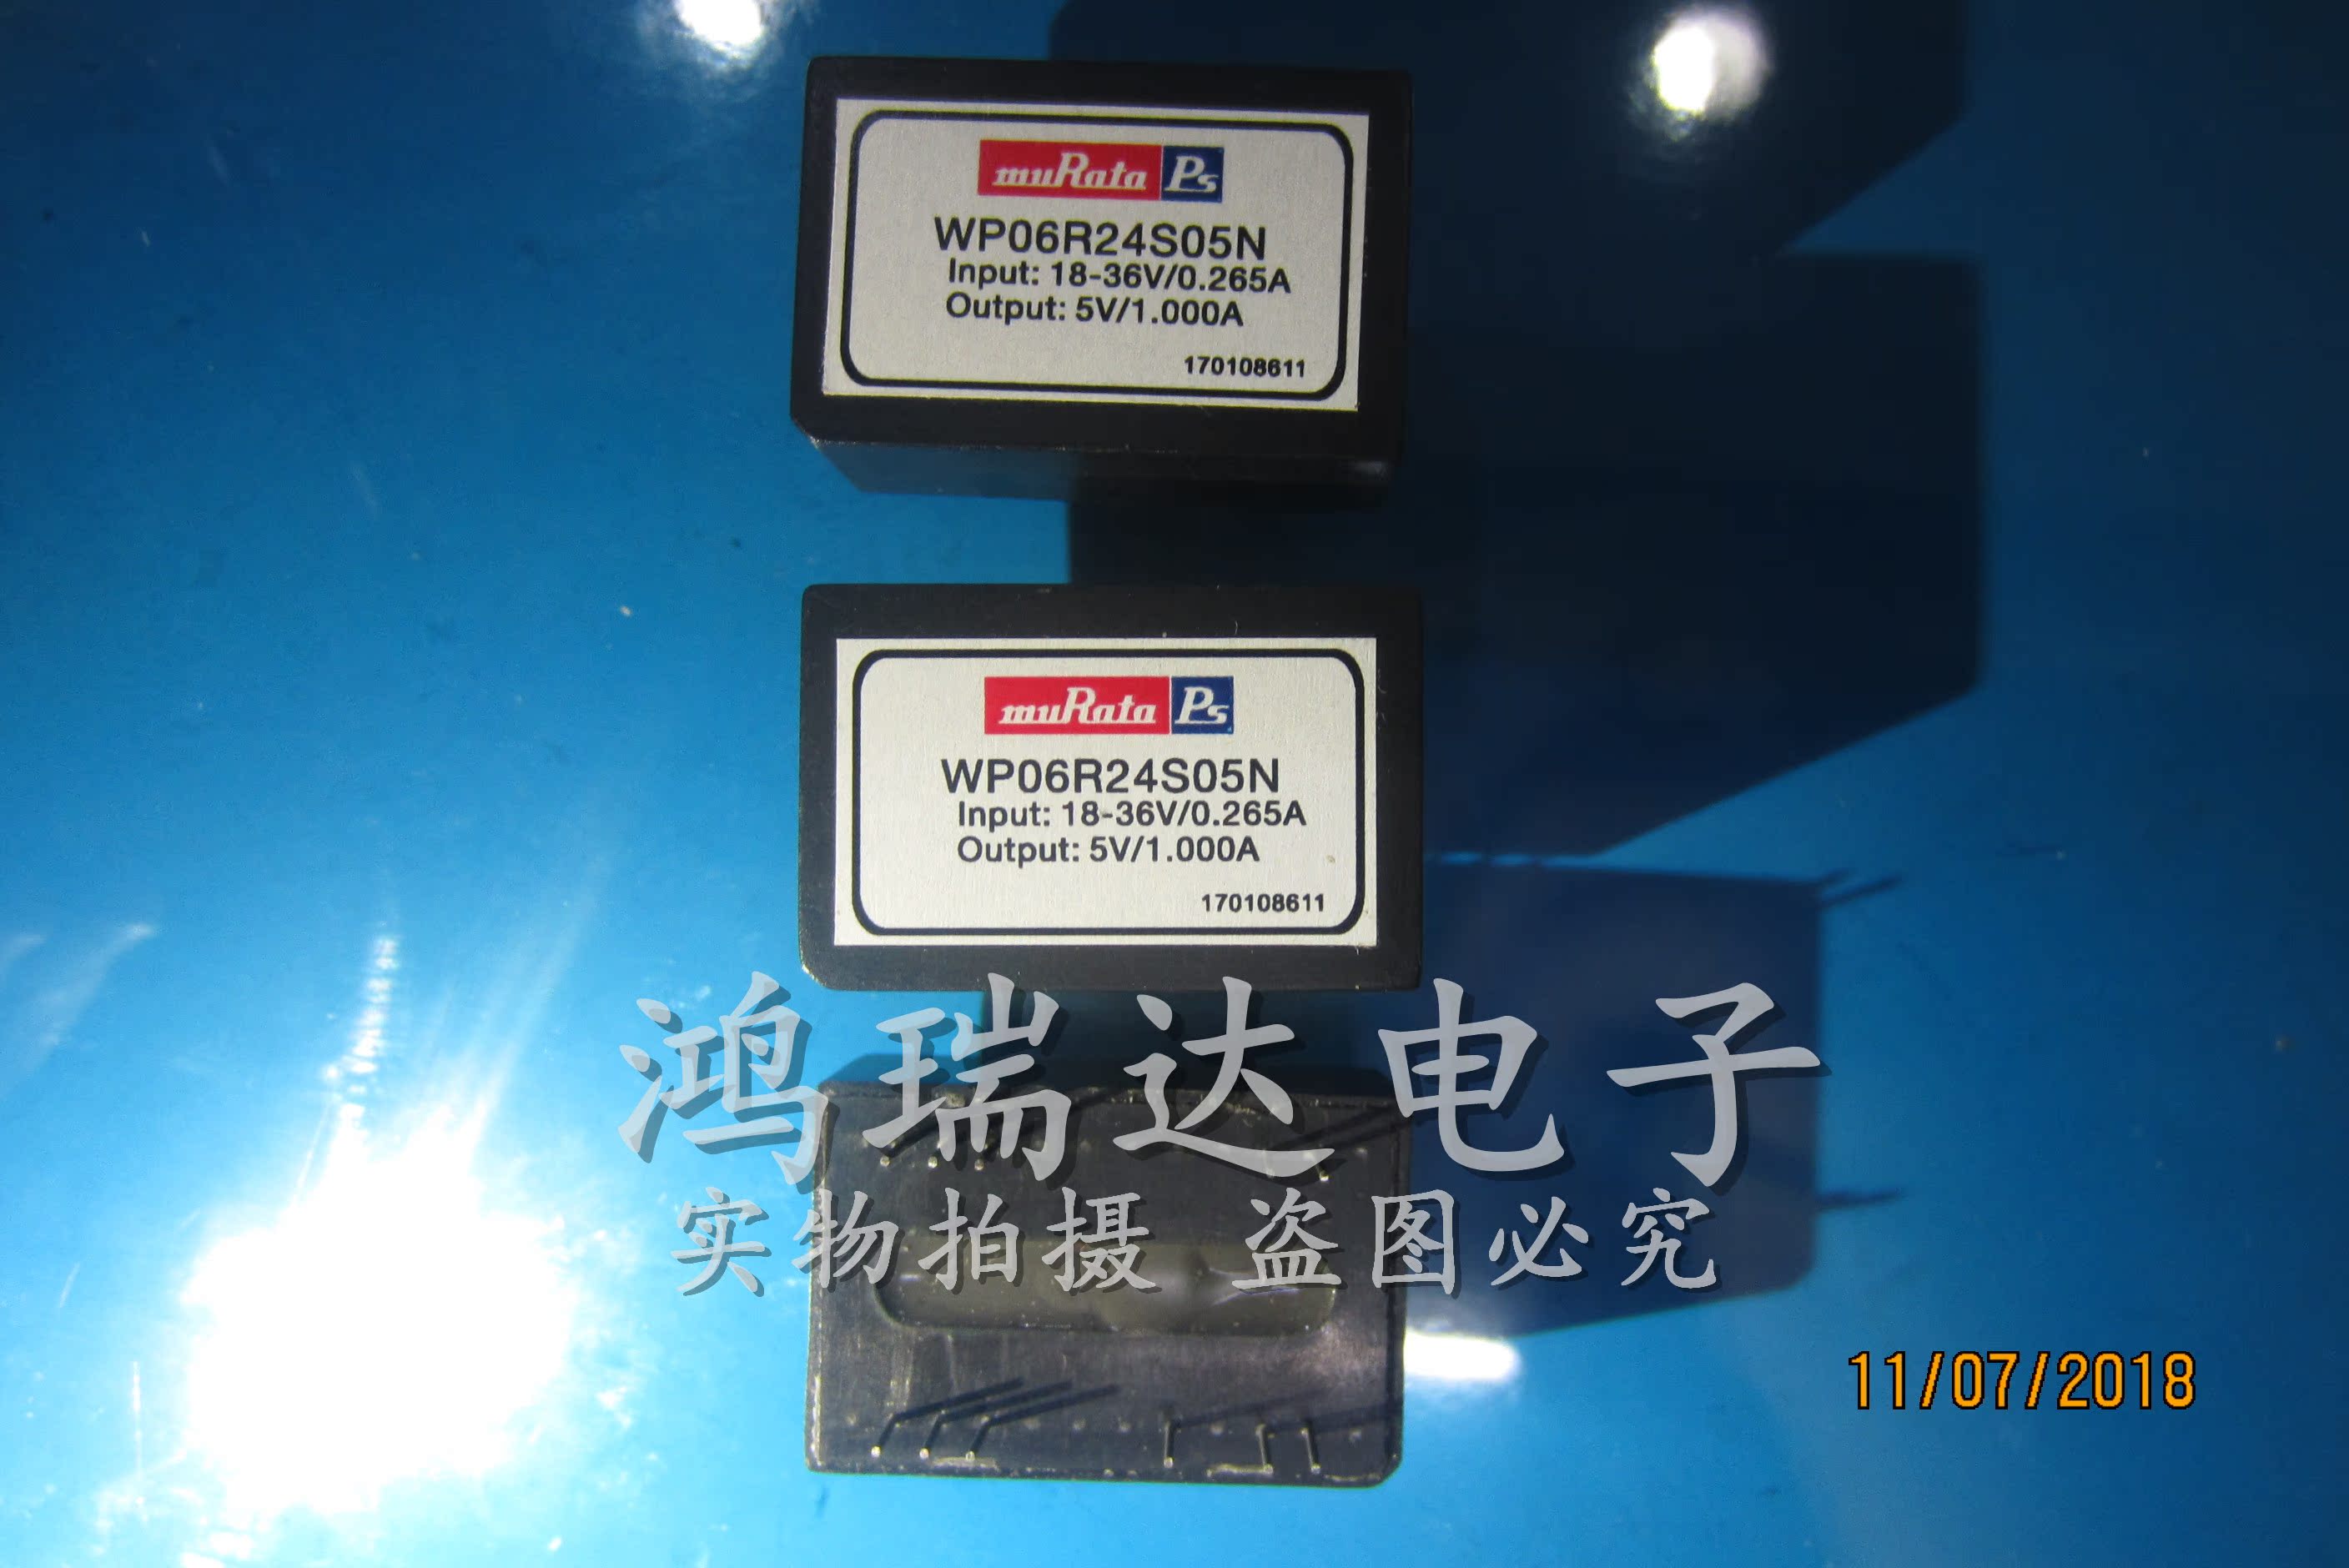 muRata Ps
WP06R24S05N
Input: 18-36V/0.265A
Output: 5V/1.000A
170108611
muRata Ps
WP06R24S05N
Input: 18-36V/0.265A
Output: 5V/1.000A
170108611
鸿瑞达电子
实物拍摄 盗图必究
11/07/2018